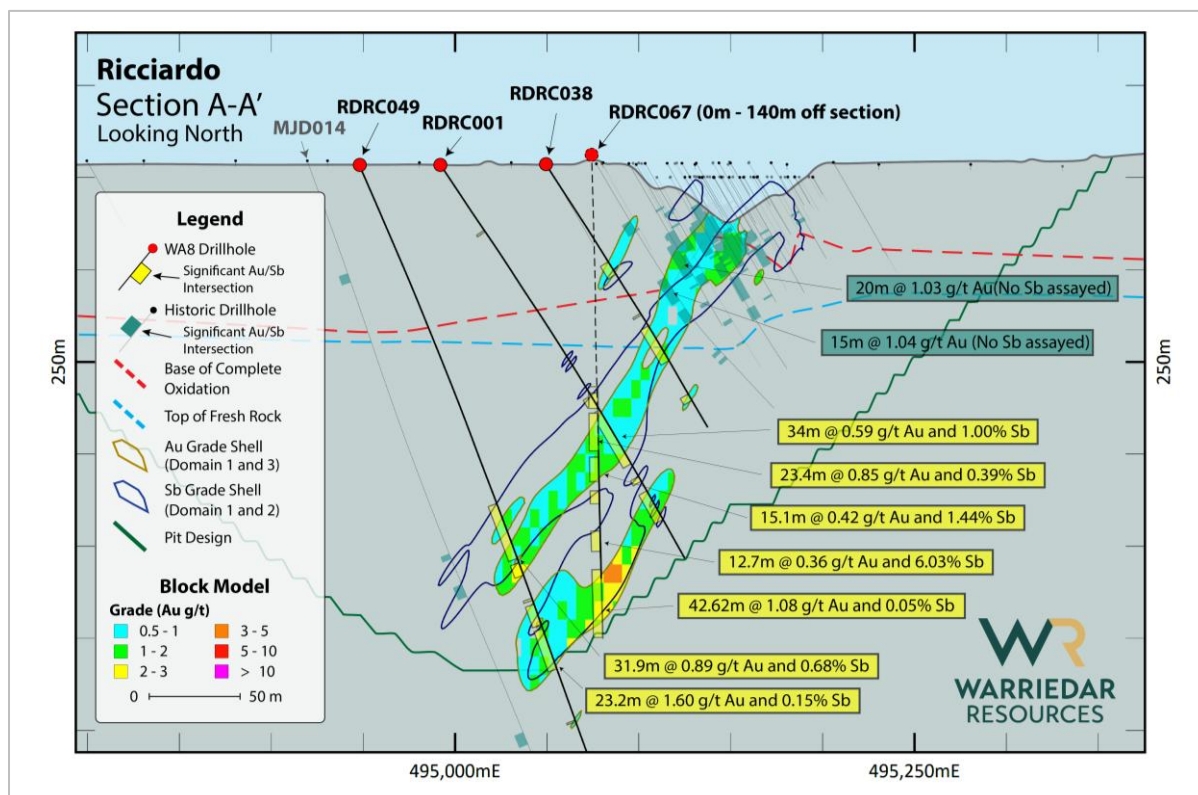 Ricciardo
Section A-A’
Looking North
MJD014
RDRC049
RDRC001
RDRC038
RDRC067 (0m - 140m off section)
Legend
WA8 Drillhole
Significant Au/Sb
Intersection
Historic Drillhole
Significant Au/Sb
Intersection
Base of Complete
Oxidation
Top of Fresh Rock
Au Grade Shell
(Domain 1 and 3)
Sb Grade Shell
(Domain 1 and 2)
Pit Design
Block Model
Grade (Au g/t)
0.5 - 1
1 - 2
2 - 3
3 - 5
5 - 10
> 10
0 50 m
250m
250m
20m @ 1.03 g/t Au(No Sb assayed)
15m @ 1.04 g/t Au (No Sb assayed)
34m @ 0.59 g/t Au and 1.00% Sb
23.4m @ 0.85 g/t Au and 0.39% Sb
15.1m @ 0.42 g/t Au and 1.44% Sb
12.7m @ 0.36 g/t Au and 6.03% Sb
42.62m @ 1.08 g/t Au and 0.05% Sb
31.9m @ 0.89 g/t Au and 0.68% Sb
23.2m @ 1.60 g/t Au and 0.15% Sb
WR
WARRIEDAR
RESOURCES
495,000mE
495,250mE